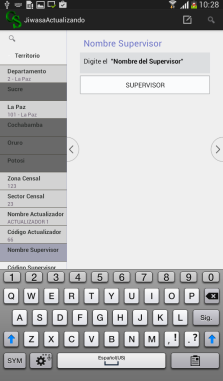 10:28
JiwasaActualizando
Territorio
Departamento
2 - La Paz
Sucre
La Paz
101 - La Paz
Cochabamba
Oruro
Potosi
Zona Censal
123
Sector Censal
23
Nombre Actualizador
ACTUALIZADOR 1
Código Actualizador
66
Nombre Supervisor
Código Supervisor
Nombre Supervisor
Digite el "Nombre del Supervisor"
SUPERVISOR
1 2 3 4 5 6 7 8 9 0
Q W E R T Y U I O P
A S D F G H J K L Sig.
Z X C V B N M , ! . ?
SYM Español(US)